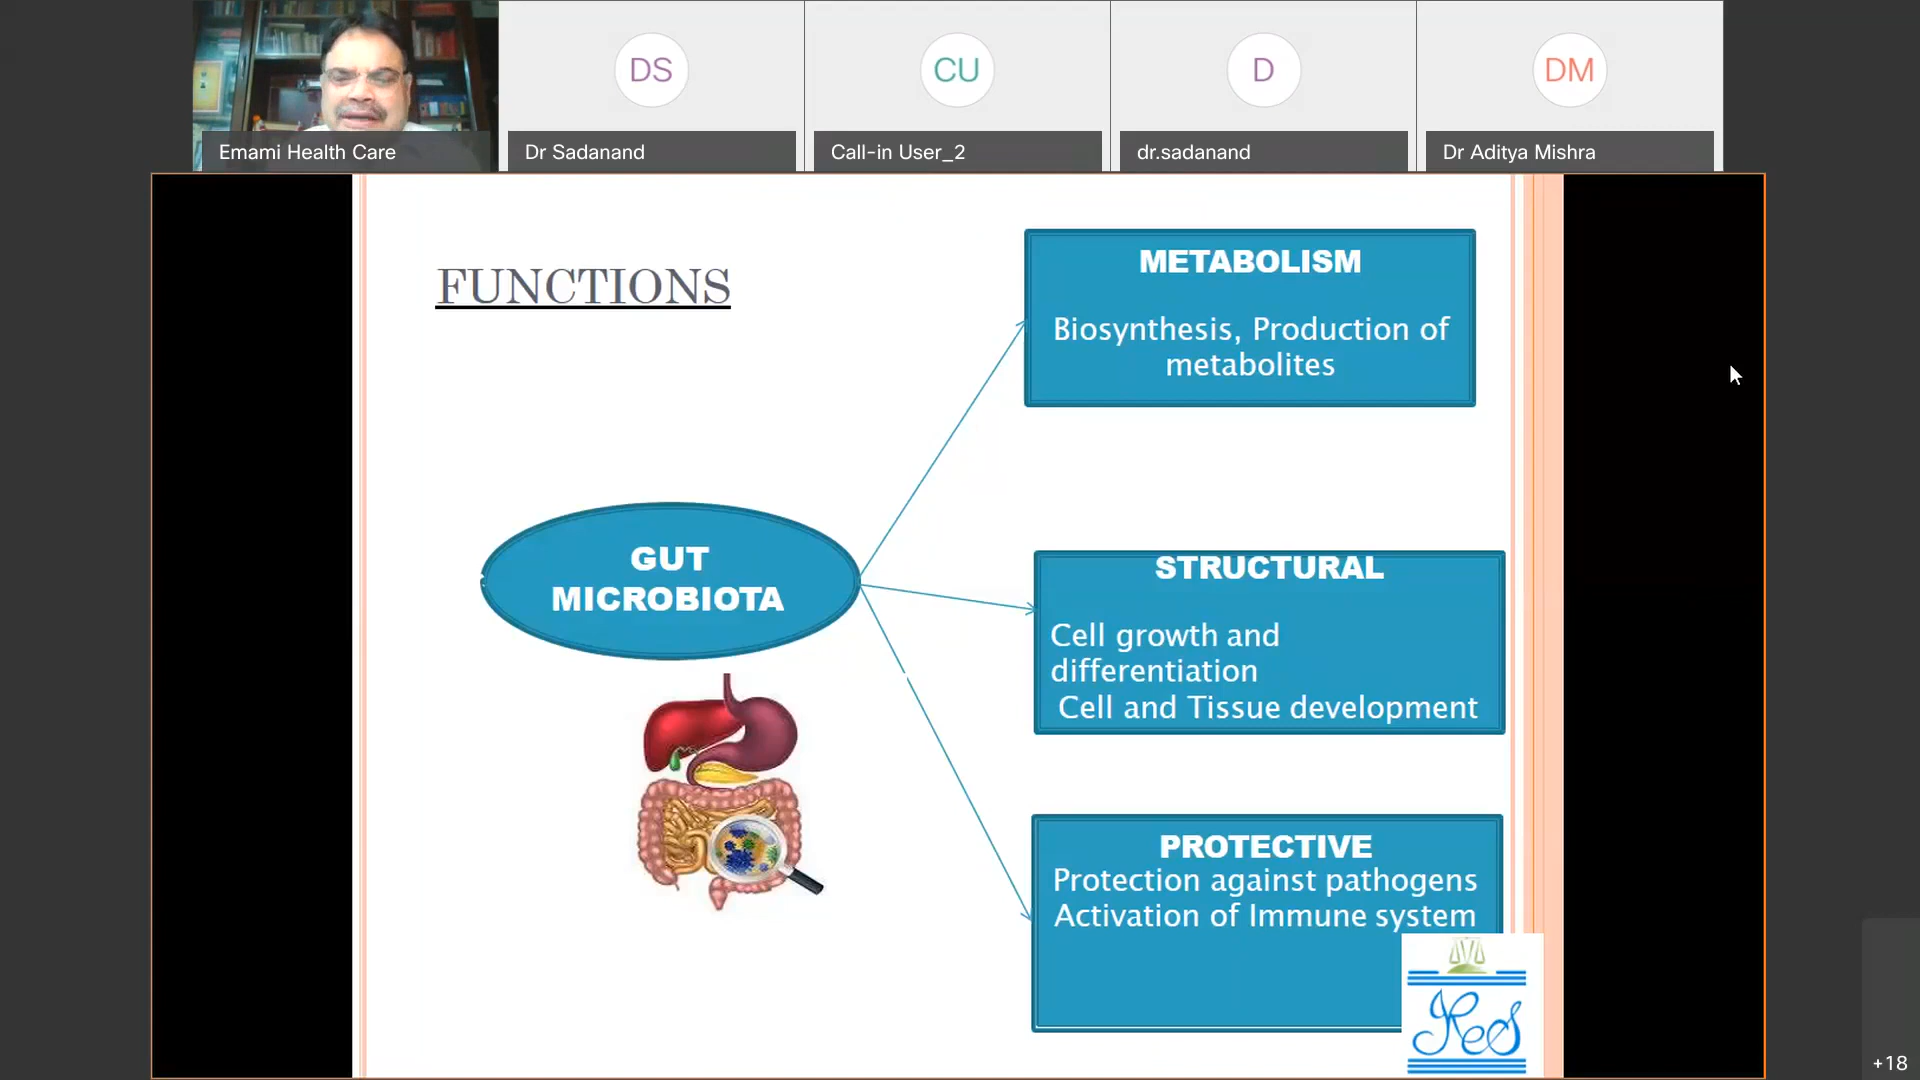 DS
CU
D
DM
Emami Health Care
Dr Sadanand
Call-in User_2
dr.sadanand
Dr Aditya Mishra
FUNCTIONS
METABOLISM
Biosynthesis, Production of
metabolites
GUT
MICROBIOTA
STRUCTURAL
Cell growth and
differentiation
Cell and Tissue development
PROTECTIVE
Protection against pathogens
Activation of Immune system
+18